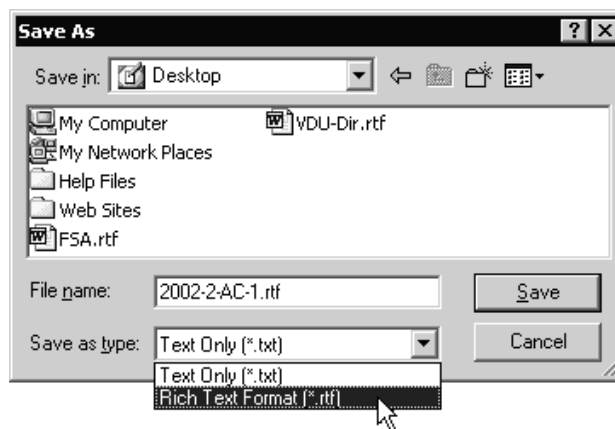 Save As
Save in: Desktop
My Computer
My Network Places
Help Files
Web Sites
FSA.rtf
VDU-Dir.rtf
File name: 2002-2-AC-1.rtf Save
Save as type: Text Only (*.txt) Cancel
Text Only (*.txt)
Rich Text Format (*.rtf)